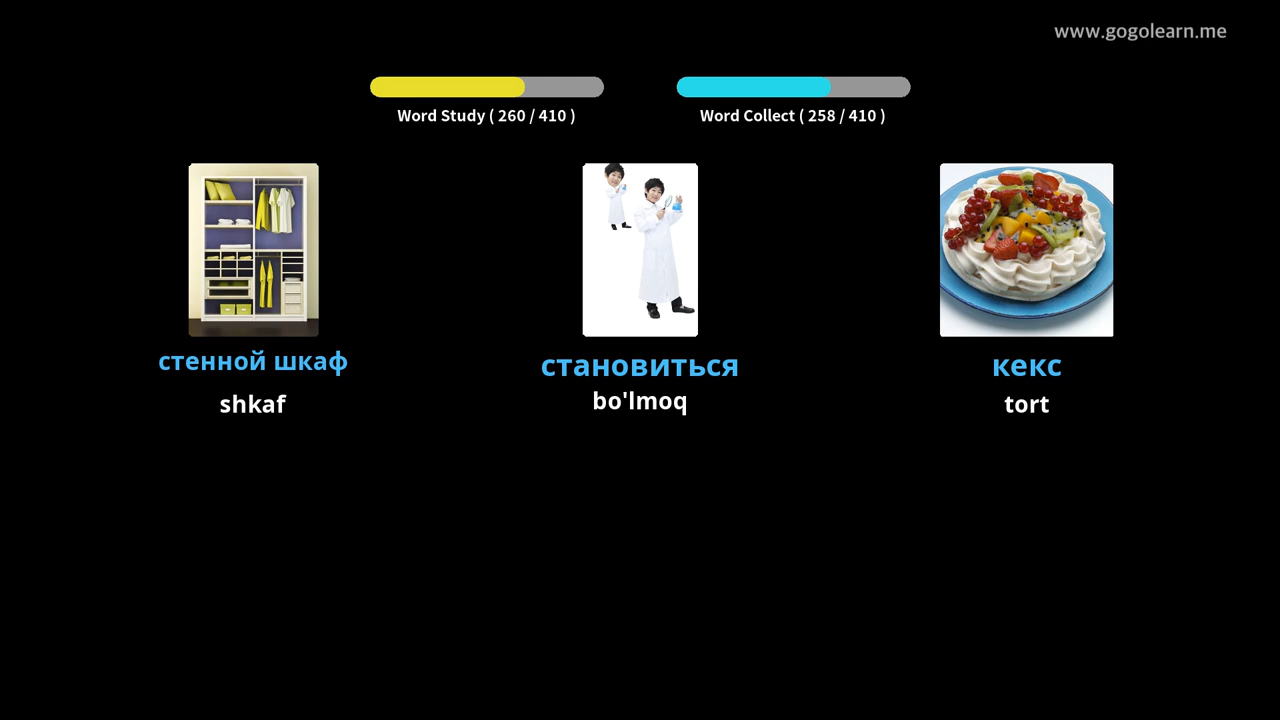 www.gogolearn.me
Word Study ( 260 / 410 )
Word Collect ( 258 / 410 )
стенной шкаф
shkaf
становиться
bo'lmoq
кекс
tort